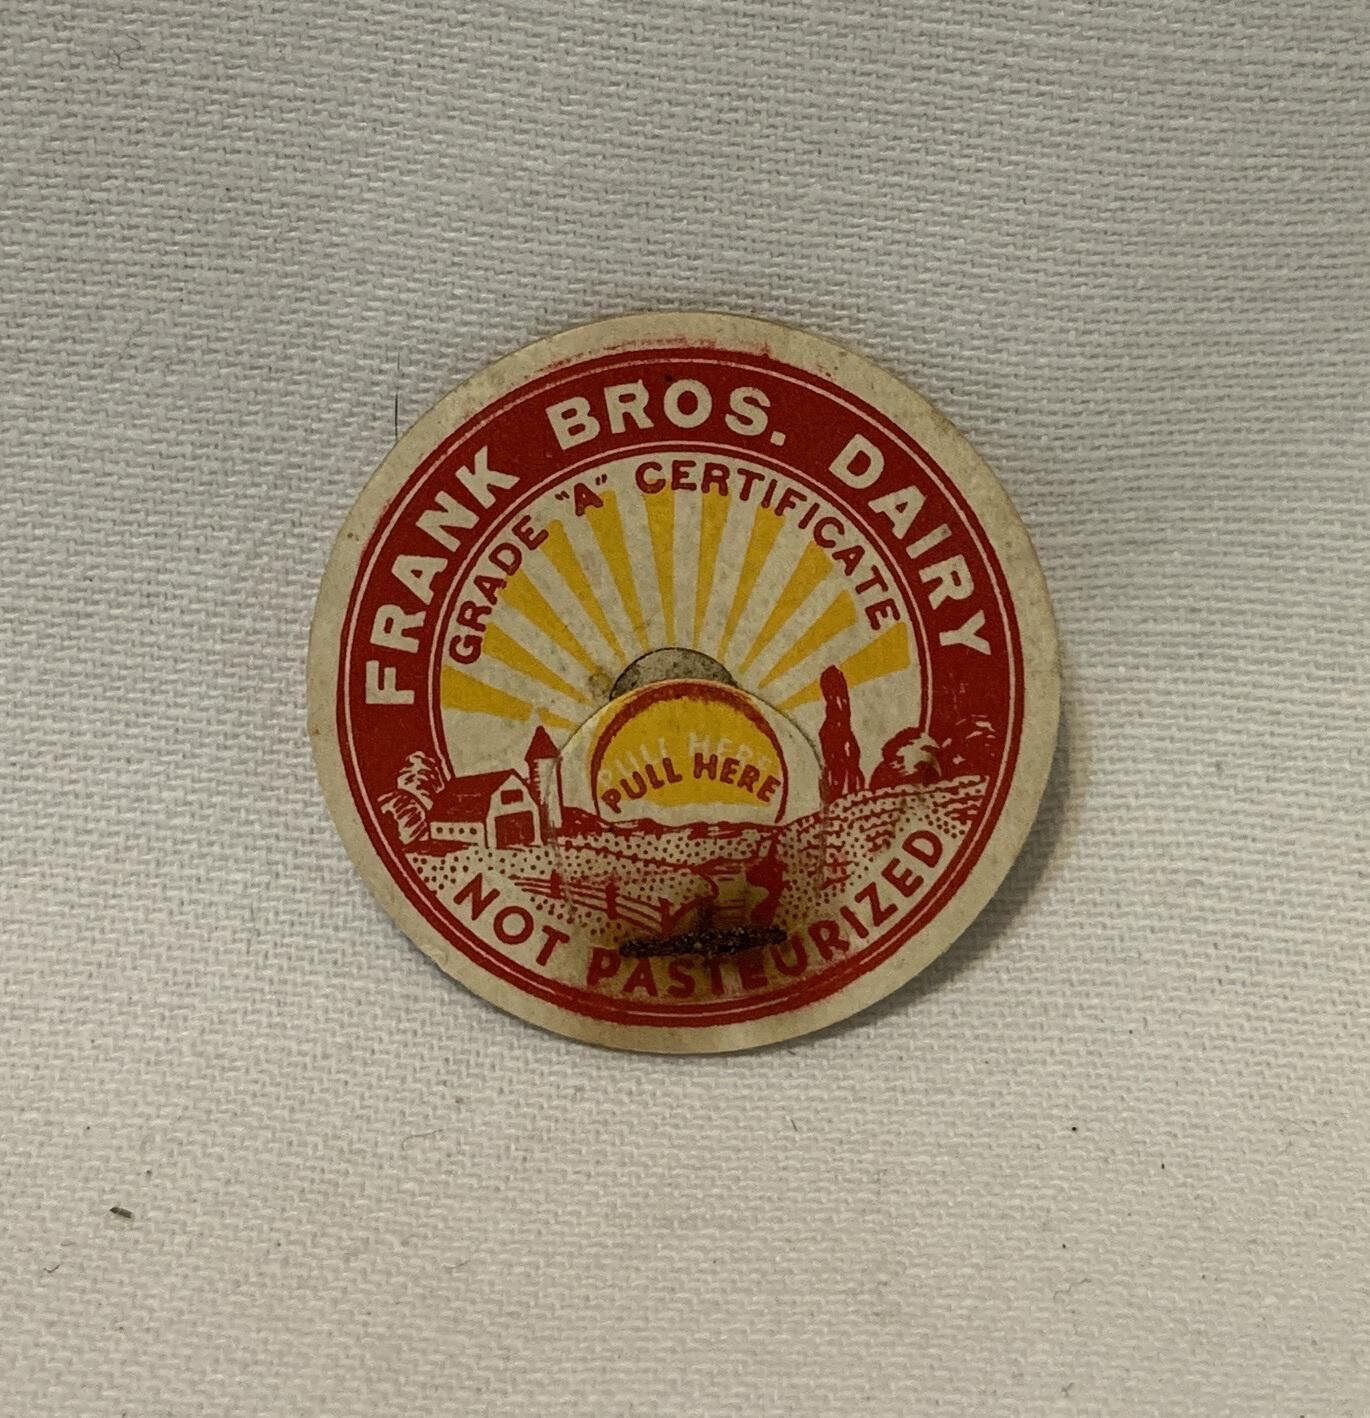 FRANK BROS. DAIRY
GRADE "A" CERTIFICATE
PULL HERE
PULL HERE
NOT PASTEURIZED